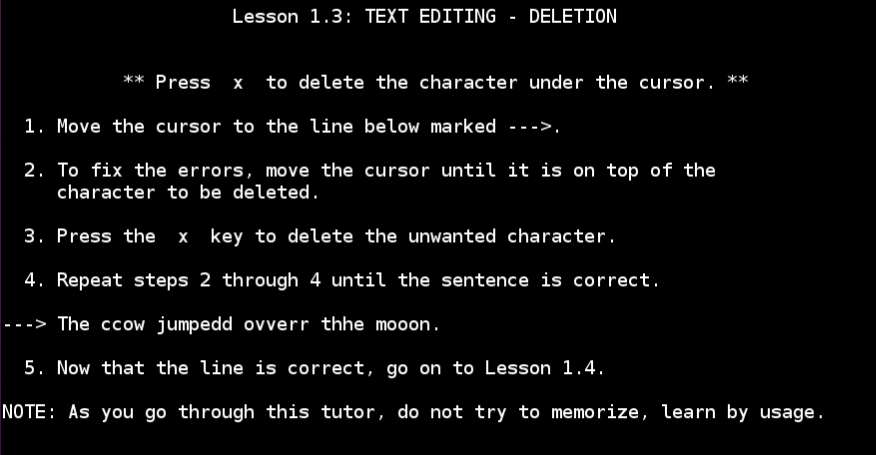 Lesson 1.3: TEXT EDITING - DELETION
** Press  x  to delete the character under the cursor. **
1. Move the cursor to the line below marked --->.
2. To fix the errors, move the cursor until it is on top of the
character to be deleted.
3. Press the  x  key to delete the unwanted character.
4. Repeat steps 2 through 4 until the sentence is correct.
---> The ccow jumpedd ovverr thhe mooon.
5. Now that the line is correct, go on to Lesson 1.4.
NOTE: As you go through this tutor, do not try to memorize, learn by usage.